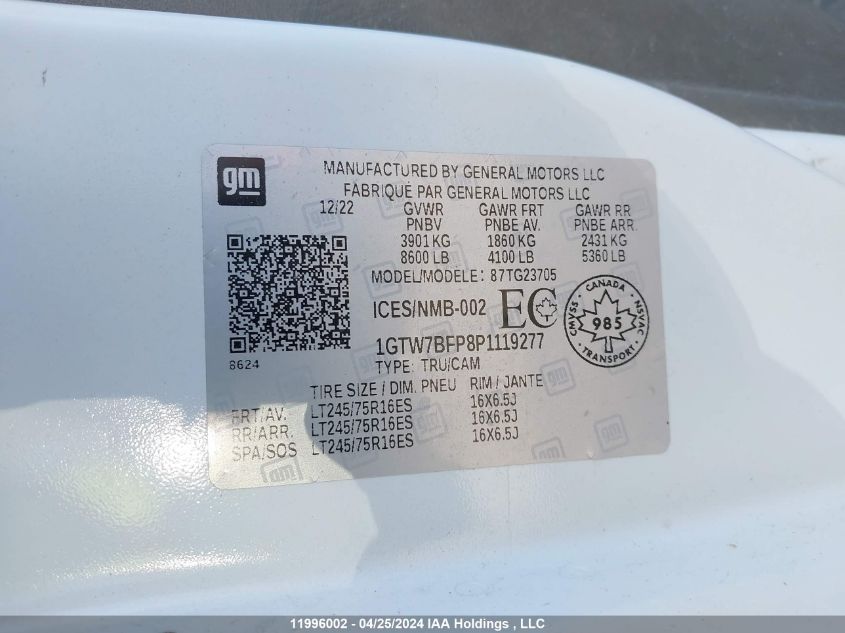 gm
MANUFACTURED BY GENERAL MOTORS LLC
FABRIQUÉ PAR GENERAL MOTORS LLC
12/22 GVWR GAWR FRT GAWR RR
PNBV PNBE AV. PNBE ARR.
3901 KG 1860 KG 2431 KG
8600 LB 4100 LB 5360 LB
MODEL/MODÈLE: 87TG23705
ICES/NMB-002 EC
CANADA
CMVSS 985 NSVAC
TRANSPORT
1GTW7BFP8P1119277
8624 TYPE: TRU/CAM
TIRE SIZE / DIM. PNEU RIM / JANTE
FRT/AV. LT245/75R16ES 16X6.5J
RR/ARR. LT245/75R16ES 16X6.5J
SPA/SOS LT245/75R16ES 16X6.5J
11996002 - 04/25/2024 IAA Holdings , LLC